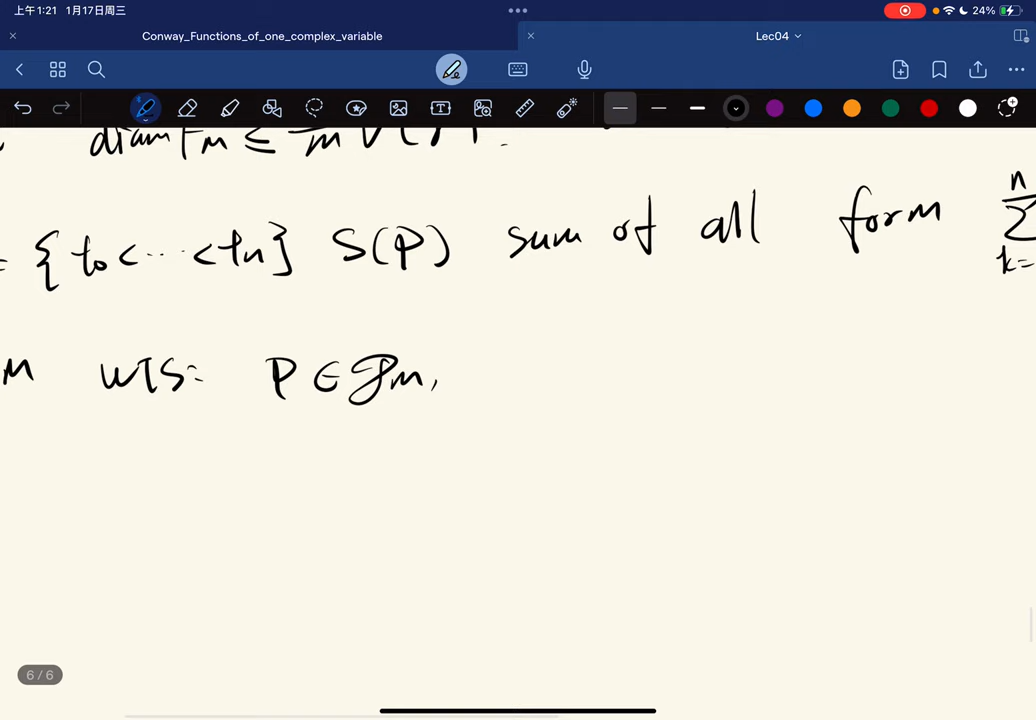 上午1:21 1月17日周三
24%
Conway_Functions_of_one_complex_variable
Lec04
diam Fm ≤ V(γ).
= {t0<⋯<tn} S(P) sum of all form n Σ k=
M WTS: P ∈ 𝒫m,
6 / 6